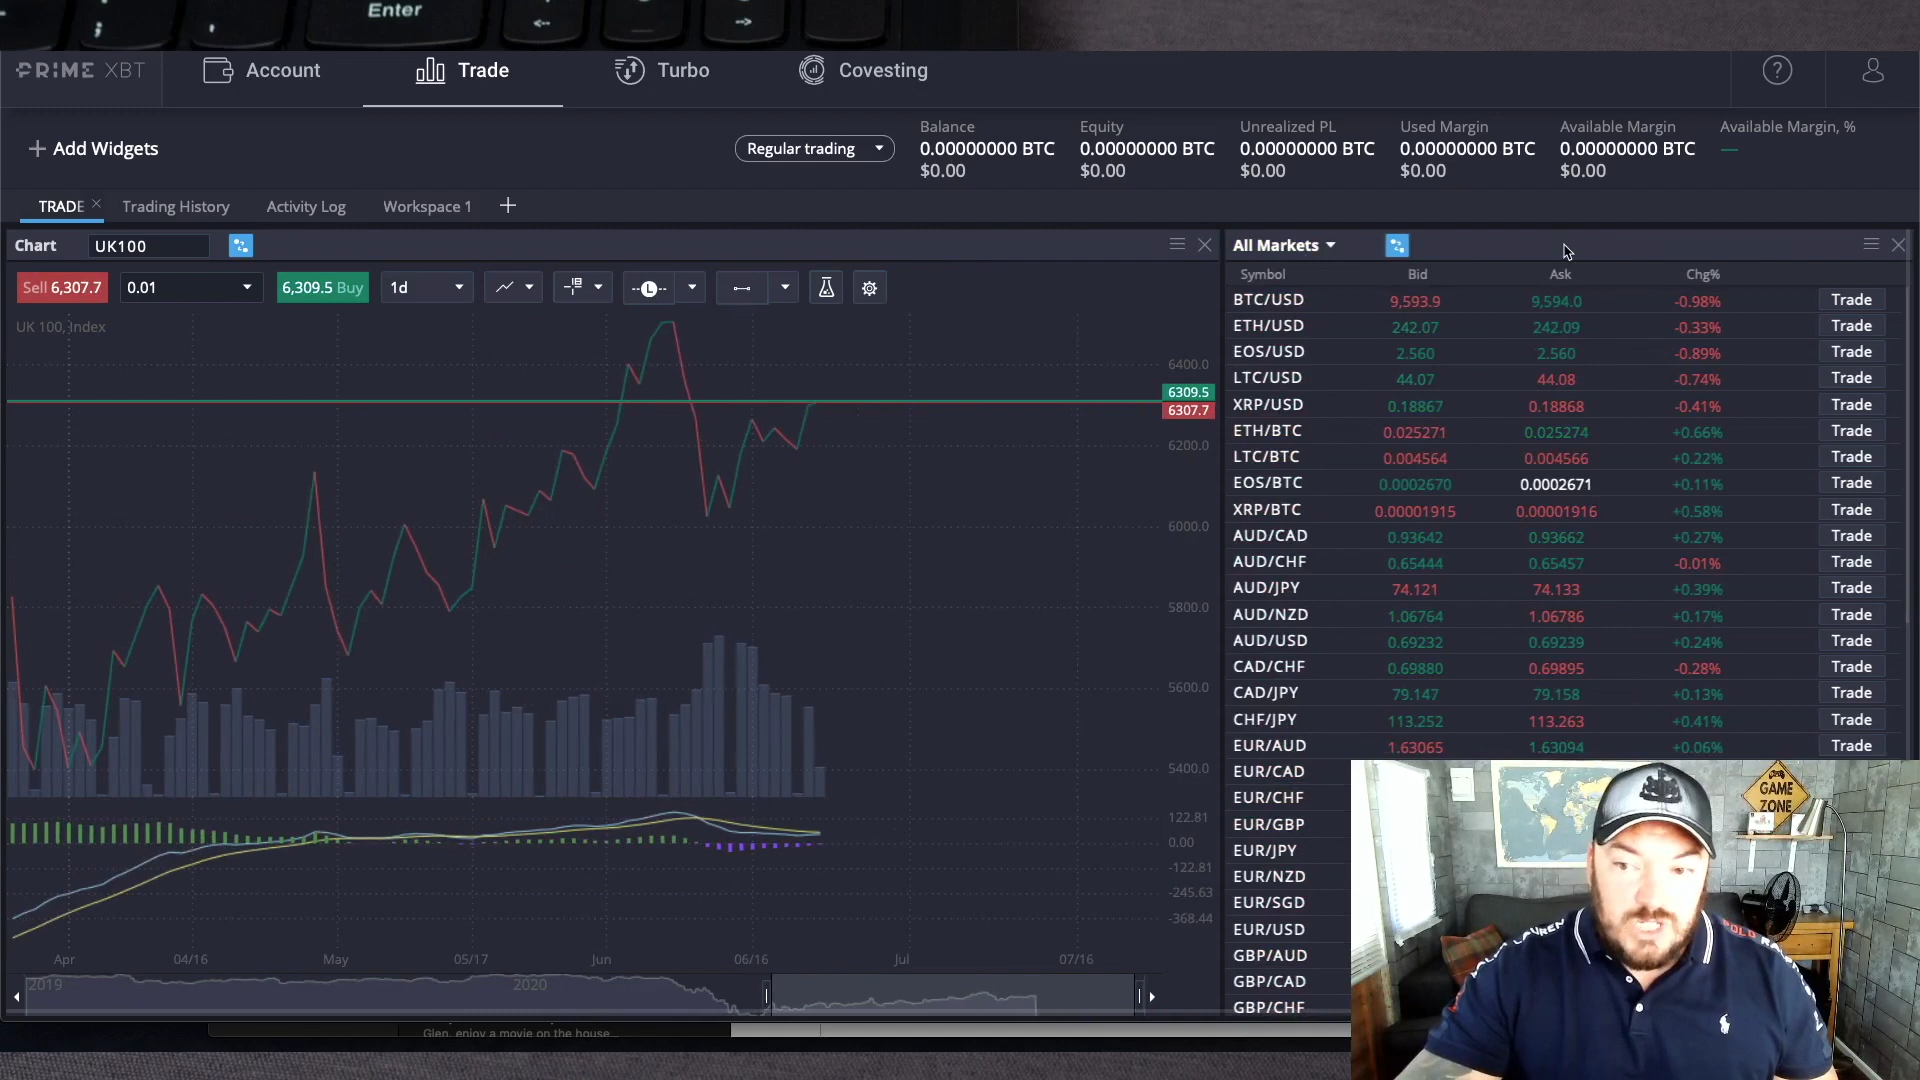 Enter
PRIME XBT
Account
Trade
Turbo
Covesting
?
+ Add Widgets
Regular trading
Balance
0.00000000 BTC
$0.00
Equity
0.00000000 BTC
$0.00
Unrealized PL
0.00000000 BTC
$0.00
Used Margin
0.00000000 BTC
$0.00
Available Margin
0.00000000 BTC
$0.00
Available Margin, %
—
TRADE
Trading History
Activity Log
Workspace 1
+
Chart
UK100
Sell 6,307.7
0.01
6,309.5 Buy
1d
L
UK 100, Index
6400.0
6309.5
6307.7
6200.0
6000.0
5800.0
5600.0
5400.0
122.81
0.00
-122.81
-245.63
-368.44
Apr 04/16 May 05/17 Jun 06/16 Jul 07/16
2019 2020
Glen, enjoy a movie on the house...
All Markets
Symbol Bid Ask Chg%
BTC/USD 9,593.9 9,594.0 -0.98% Trade
ETH/USD 242.07 242.09 -0.33% Trade
EOS/USD 2.560 2.560 -0.89% Trade
LTC/USD 44.07 44.08 -0.74% Trade
XRP/USD 0.18867 0.18868 -0.41% Trade
ETH/BTC 0.025271 0.025274 +0.66% Trade
LTC/BTC 0.004564 0.004566 +0.22% Trade
EOS/BTC 0.0002670 0.0002671 +0.11% Trade
XRP/BTC 0.00001915 0.00001916 +0.58% Trade
AUD/CAD 0.93642 0.93662 +0.27% Trade
AUD/CHF 0.65444 0.65457 -0.01% Trade
AUD/JPY 74.121 74.133 +0.39% Trade
AUD/NZD 1.06764 1.06786 +0.17% Trade
AUD/USD 0.69232 0.69239 +0.24% Trade
CAD/CHF 0.69880 0.69895 -0.28% Trade
CAD/JPY 79.147 79.158 +0.13% Trade
CHF/JPY 113.252 113.263 +0.41% Trade
EUR/AUD 1.63065 1.63094 +0.06% Trade
EUR/CAD
EUR/CHF
EUR/GBP
EUR/JPY
EUR/NZD
EUR/SGD
EUR/USD
GBP/AUD
GBP/CAD
GBP/CHF
GAME
ZONE
POLO